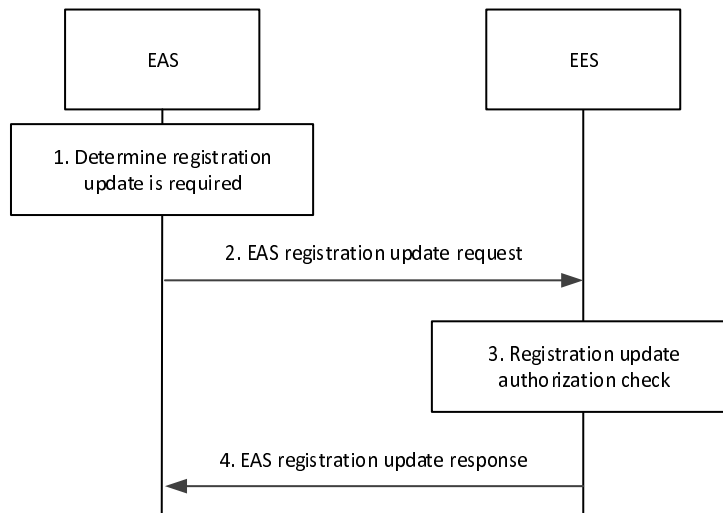 EAS
EES
1. Determine registration
update is required
2. EAS registration update request
3. Registration update
authorization check
4. EAS registration update response